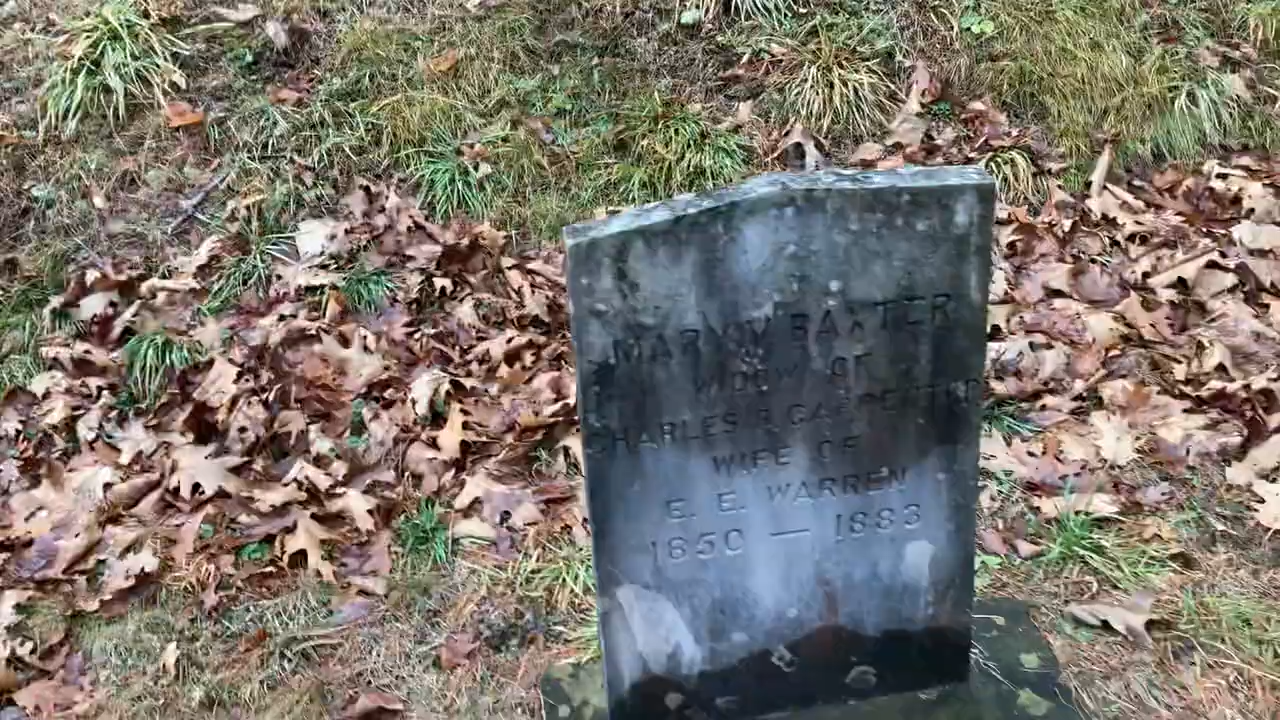 MARY W BAXTER
WIDOW OF
CHARLES B. CARPENTER
WIFE OF
E. E. WARREN
1850 — 1883